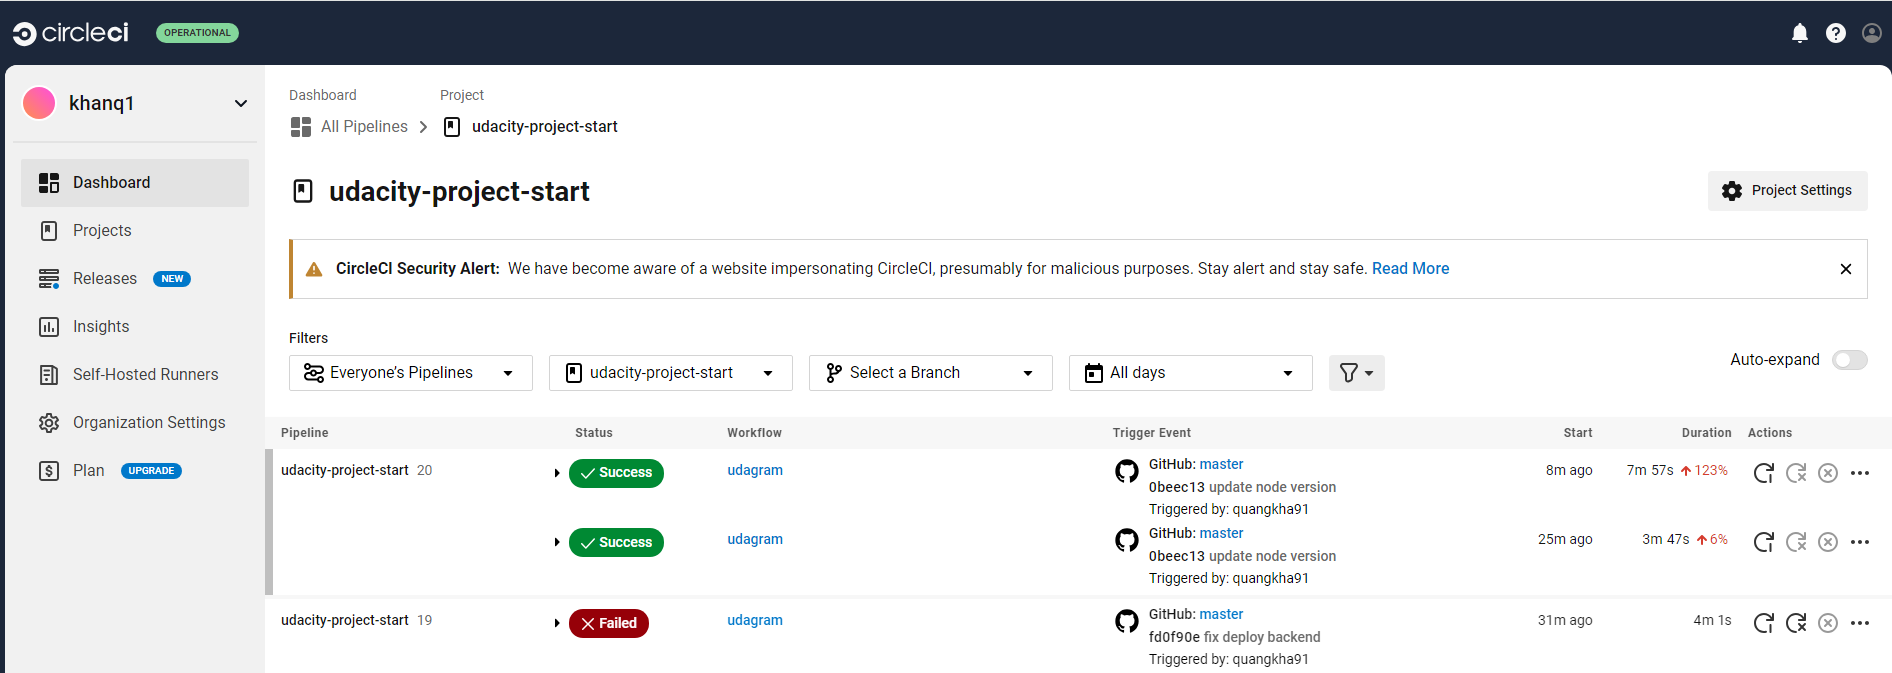 circleci OPERATIONAL
khanq1
Dashboard
Projects
Releases NEW
Insights
Self-Hosted Runners
Organization Settings
Plan UPGRADE
Dashboard Project
All Pipelines udacity-project-start
udacity-project-start
Project Settings
CircleCI Security Alert: We have become aware of a website impersonating CircleCI, presumably for malicious purposes. Stay alert and stay safe. Read More
Filters
Everyone's Pipelines udacity-project-start Select a Branch All days
Auto-expand
Pipeline Status Workflow Trigger Event Start Duration Actions
udacity-project-start 20 Success udagram GitHub: master 8m ago 7m 57s 123%
0beec13 update node version
Triggered by: quangkha91
Success udagram GitHub: master 25m ago 3m 47s 6%
0beec13 update node version
Triggered by: quangkha91
udacity-project-start 19 Failed udagram GitHub: master 31m ago 4m 1s
fd0f90e fix deploy backend
Triggered by: quangkha91